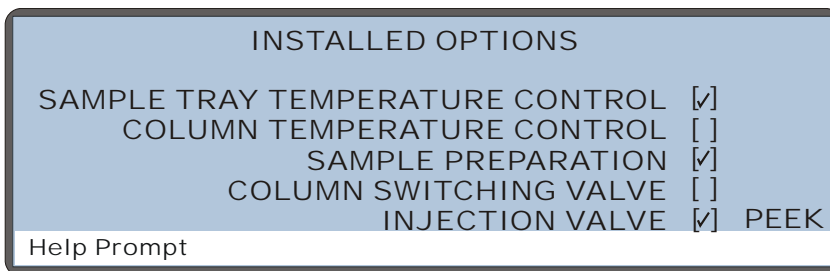 INSTALLED OPTIONS
SAMPLE TRAY TEMPERATURE CONTROL [✓]
COLUMN TEMPERATURE CONTROL [ ]
SAMPLE PREPARATION [✓]
COLUMN SWITCHING VALVE [ ]
INJECTION VALVE [✓] PEEK
Help Prompt